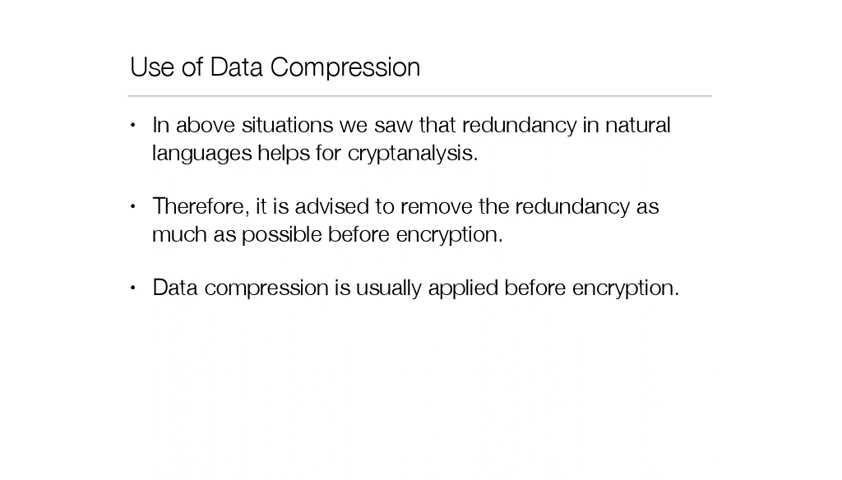 Use of Data Compression
• In above situations we saw that redundancy in natural
languages helps for cryptanalysis.
• Therefore, it is advised to remove the redundancy as
much as possible before encryption.
• Data compression is usually applied before encryption.